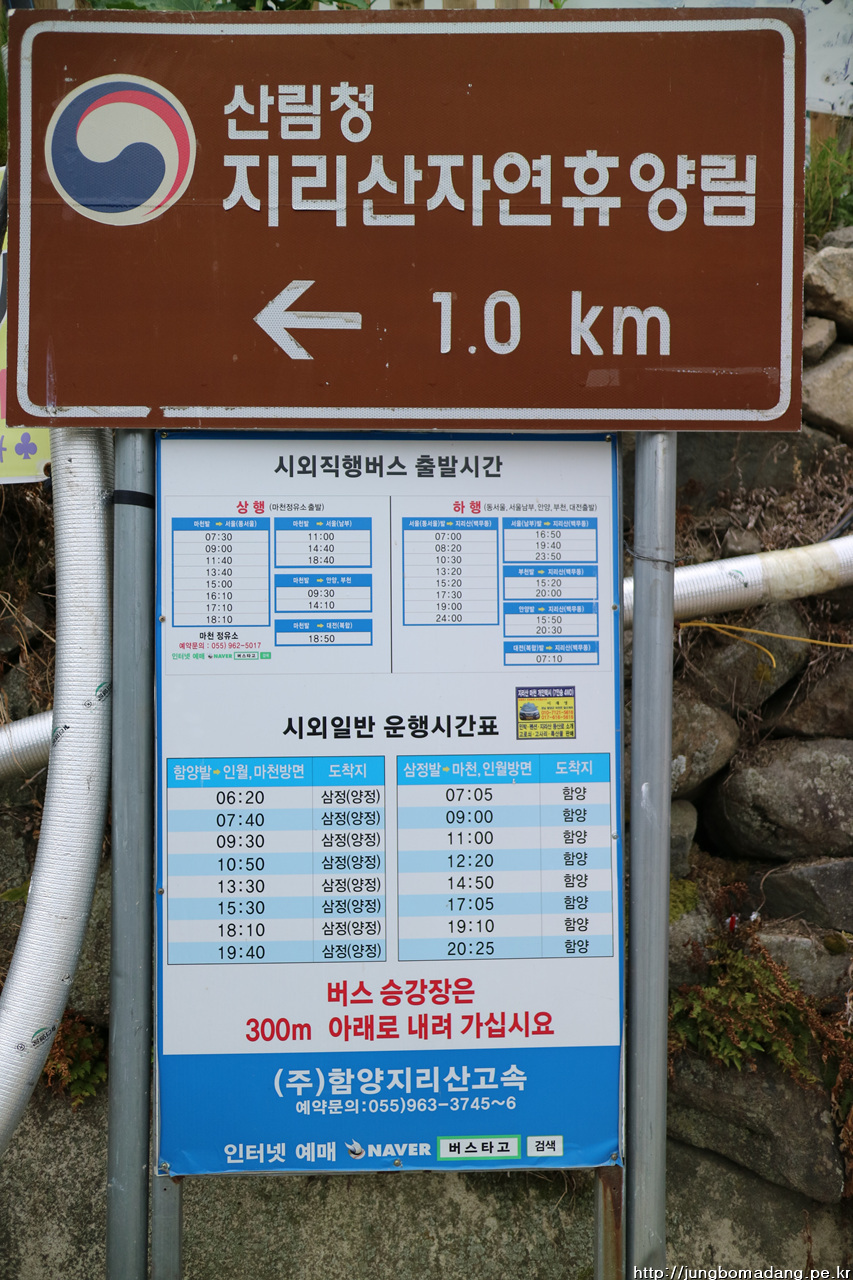 산림청
지리산자연휴양림
← 1.0 km
시외직행버스 출발시간
상 행 (마천정유소 출발)
마천발 → 서울(동서울)
07:30
09:00
11:40
13:40
15:00
16:10
17:10
18:10
마천 정유소
예약문의 : 055) 962-5017
인터넷 예매 NAVER 버스타고 검색
마천발 → 서울(남부)
11:00
14:40
18:40
마천발 → 안양, 부천
09:30
14:10
마천발 → 대전(복합)
18:50
하 행 (동서울, 서울남부, 안양, 부천, 대전출발)
서울(동서울)발 → 지리산(백무동)
07:00
08:20
10:30
13:20
15:20
17:30
19:00
24:00
서울(남부)발 → 지리산(백무동)
16:50
19:40
23:50
부천발 → 지리산(백무동)
15:20
20:00
안양발 → 지리산(백무동)
15:50
20:30
대전(복합)발 → 지리산(백무동)
07:10
시외일반 운행시간표
함양발→인월, 마천방면 도착지
06:20 삼정(양정)
07:40 삼정(양정)
09:30 삼정(양정)
10:50 삼정(양정)
13:30 삼정(양정)
15:30 삼정(양정)
18:10 삼정(양정)
19:40 삼정(양정)
삼정발→마천, 인월방면 도착지
07:05 함양
09:00 함양
11:00 함양
12:20 함양
14:50 함양
17:05 함양
19:10 함양
20:25 함양
버스 승강장은
300m 아래로 내려 가십시요
(주)함양지리산고속
예약문의:055)963-3745~6
인터넷 예매 NAVER 버스타고 검색
http://jungbomadang.pe.kr